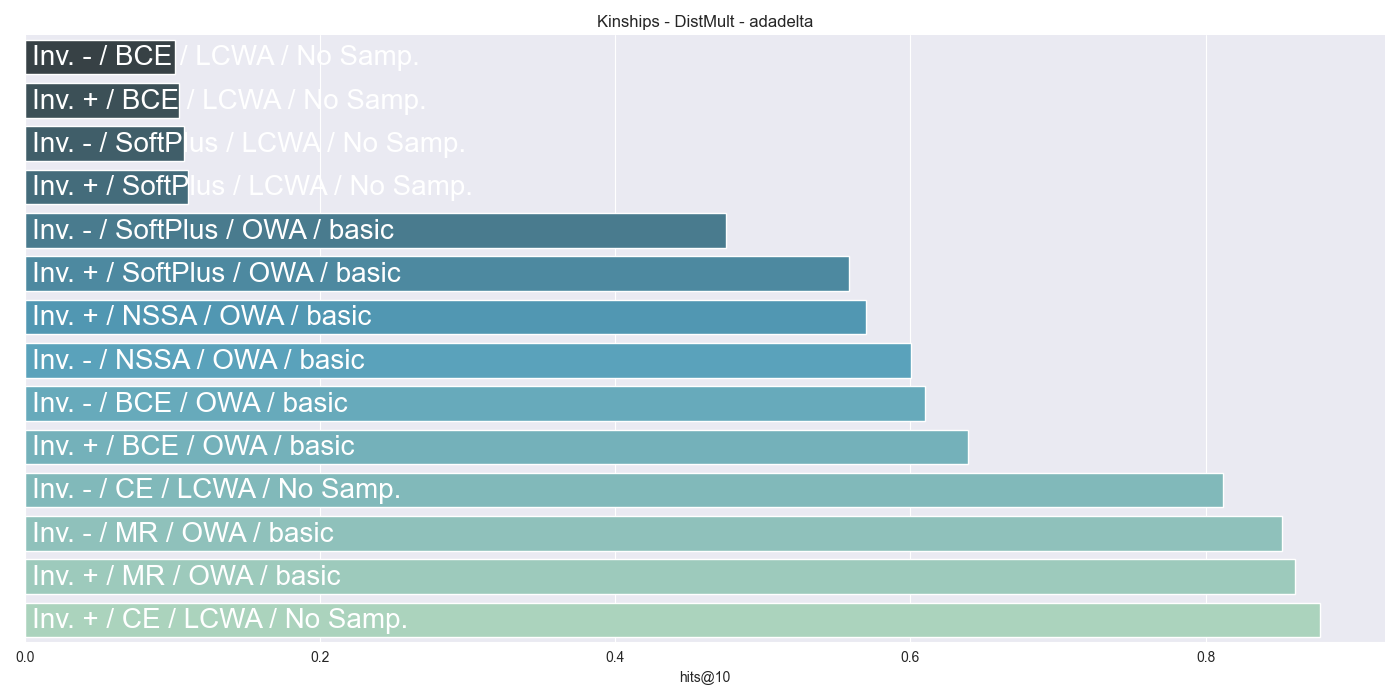 Kinships - DistMult - adadelta
Inv. - / BCE / LCWA / No Samp.
Inv. + / BCE / LCWA / No Samp.
Inv. - / SoftPlus / LCWA / No Samp.
Inv. + / SoftPlus / LCWA / No Samp.
Inv. - / SoftPlus / OWA / basic
Inv. + / SoftPlus / OWA / basic
Inv. + / NSSA / OWA / basic
Inv. - / NSSA / OWA / basic
Inv. - / BCE / OWA / basic
Inv. + / BCE / OWA / basic
Inv. - / CE / LCWA / No Samp.
Inv. - / MR / OWA / basic
Inv. + / MR / OWA / basic
Inv. + / CE / LCWA / No Samp.
0.0 0.2 0.4 0.6 0.8
hits@10